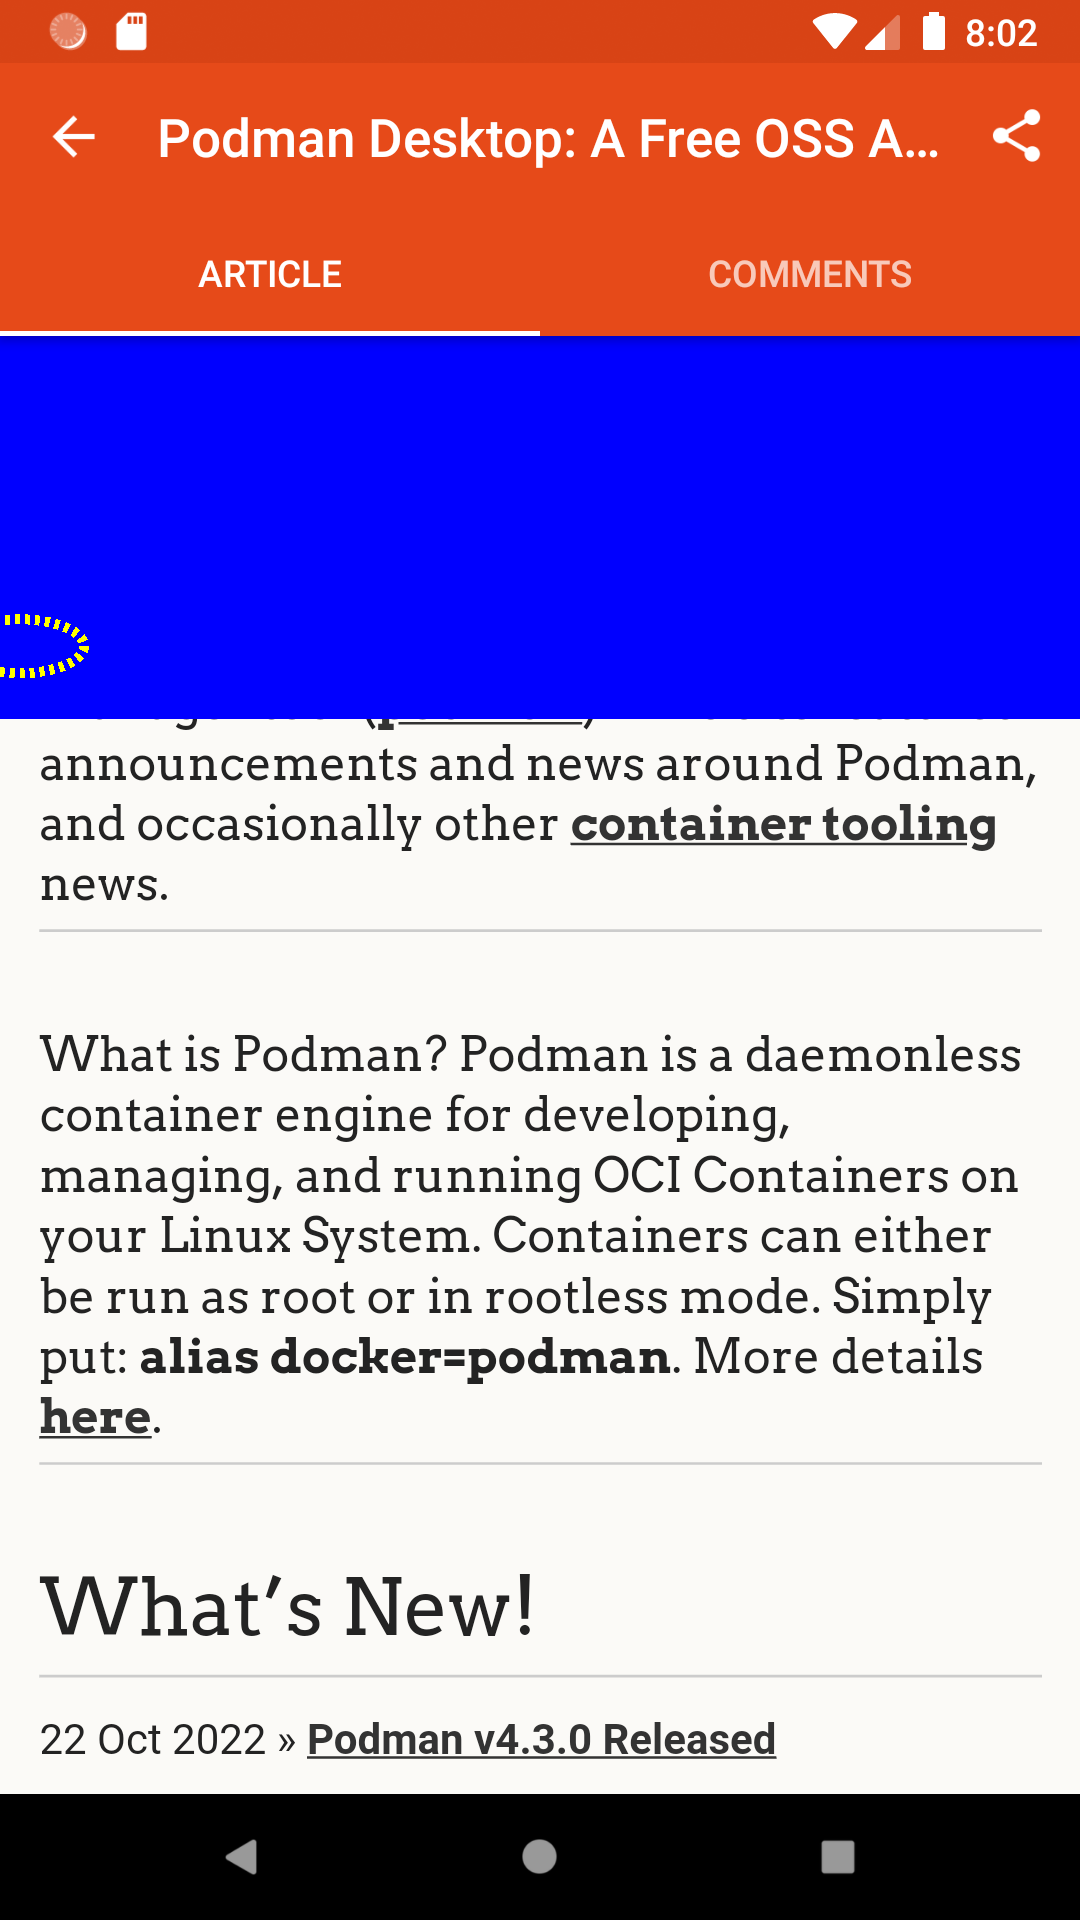 8:02
Podman Desktop: A Free OSS A...
ARTICLE
COMMENTS
announcements and news around Podman,
and occasionally other container tooling
news.
What is Podman? Podman is a daemonless
container engine for developing,
managing, and running OCI Containers on
your Linux System. Containers can either
be run as root or in rootless mode. Simply
put: alias docker=podman. More details
here.
What’s New!
22 Oct 2022 » Podman v4.3.0 Released